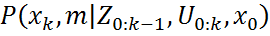 P(x_k, m|Z_{0:k−1}, U_{0:k}, x_0)